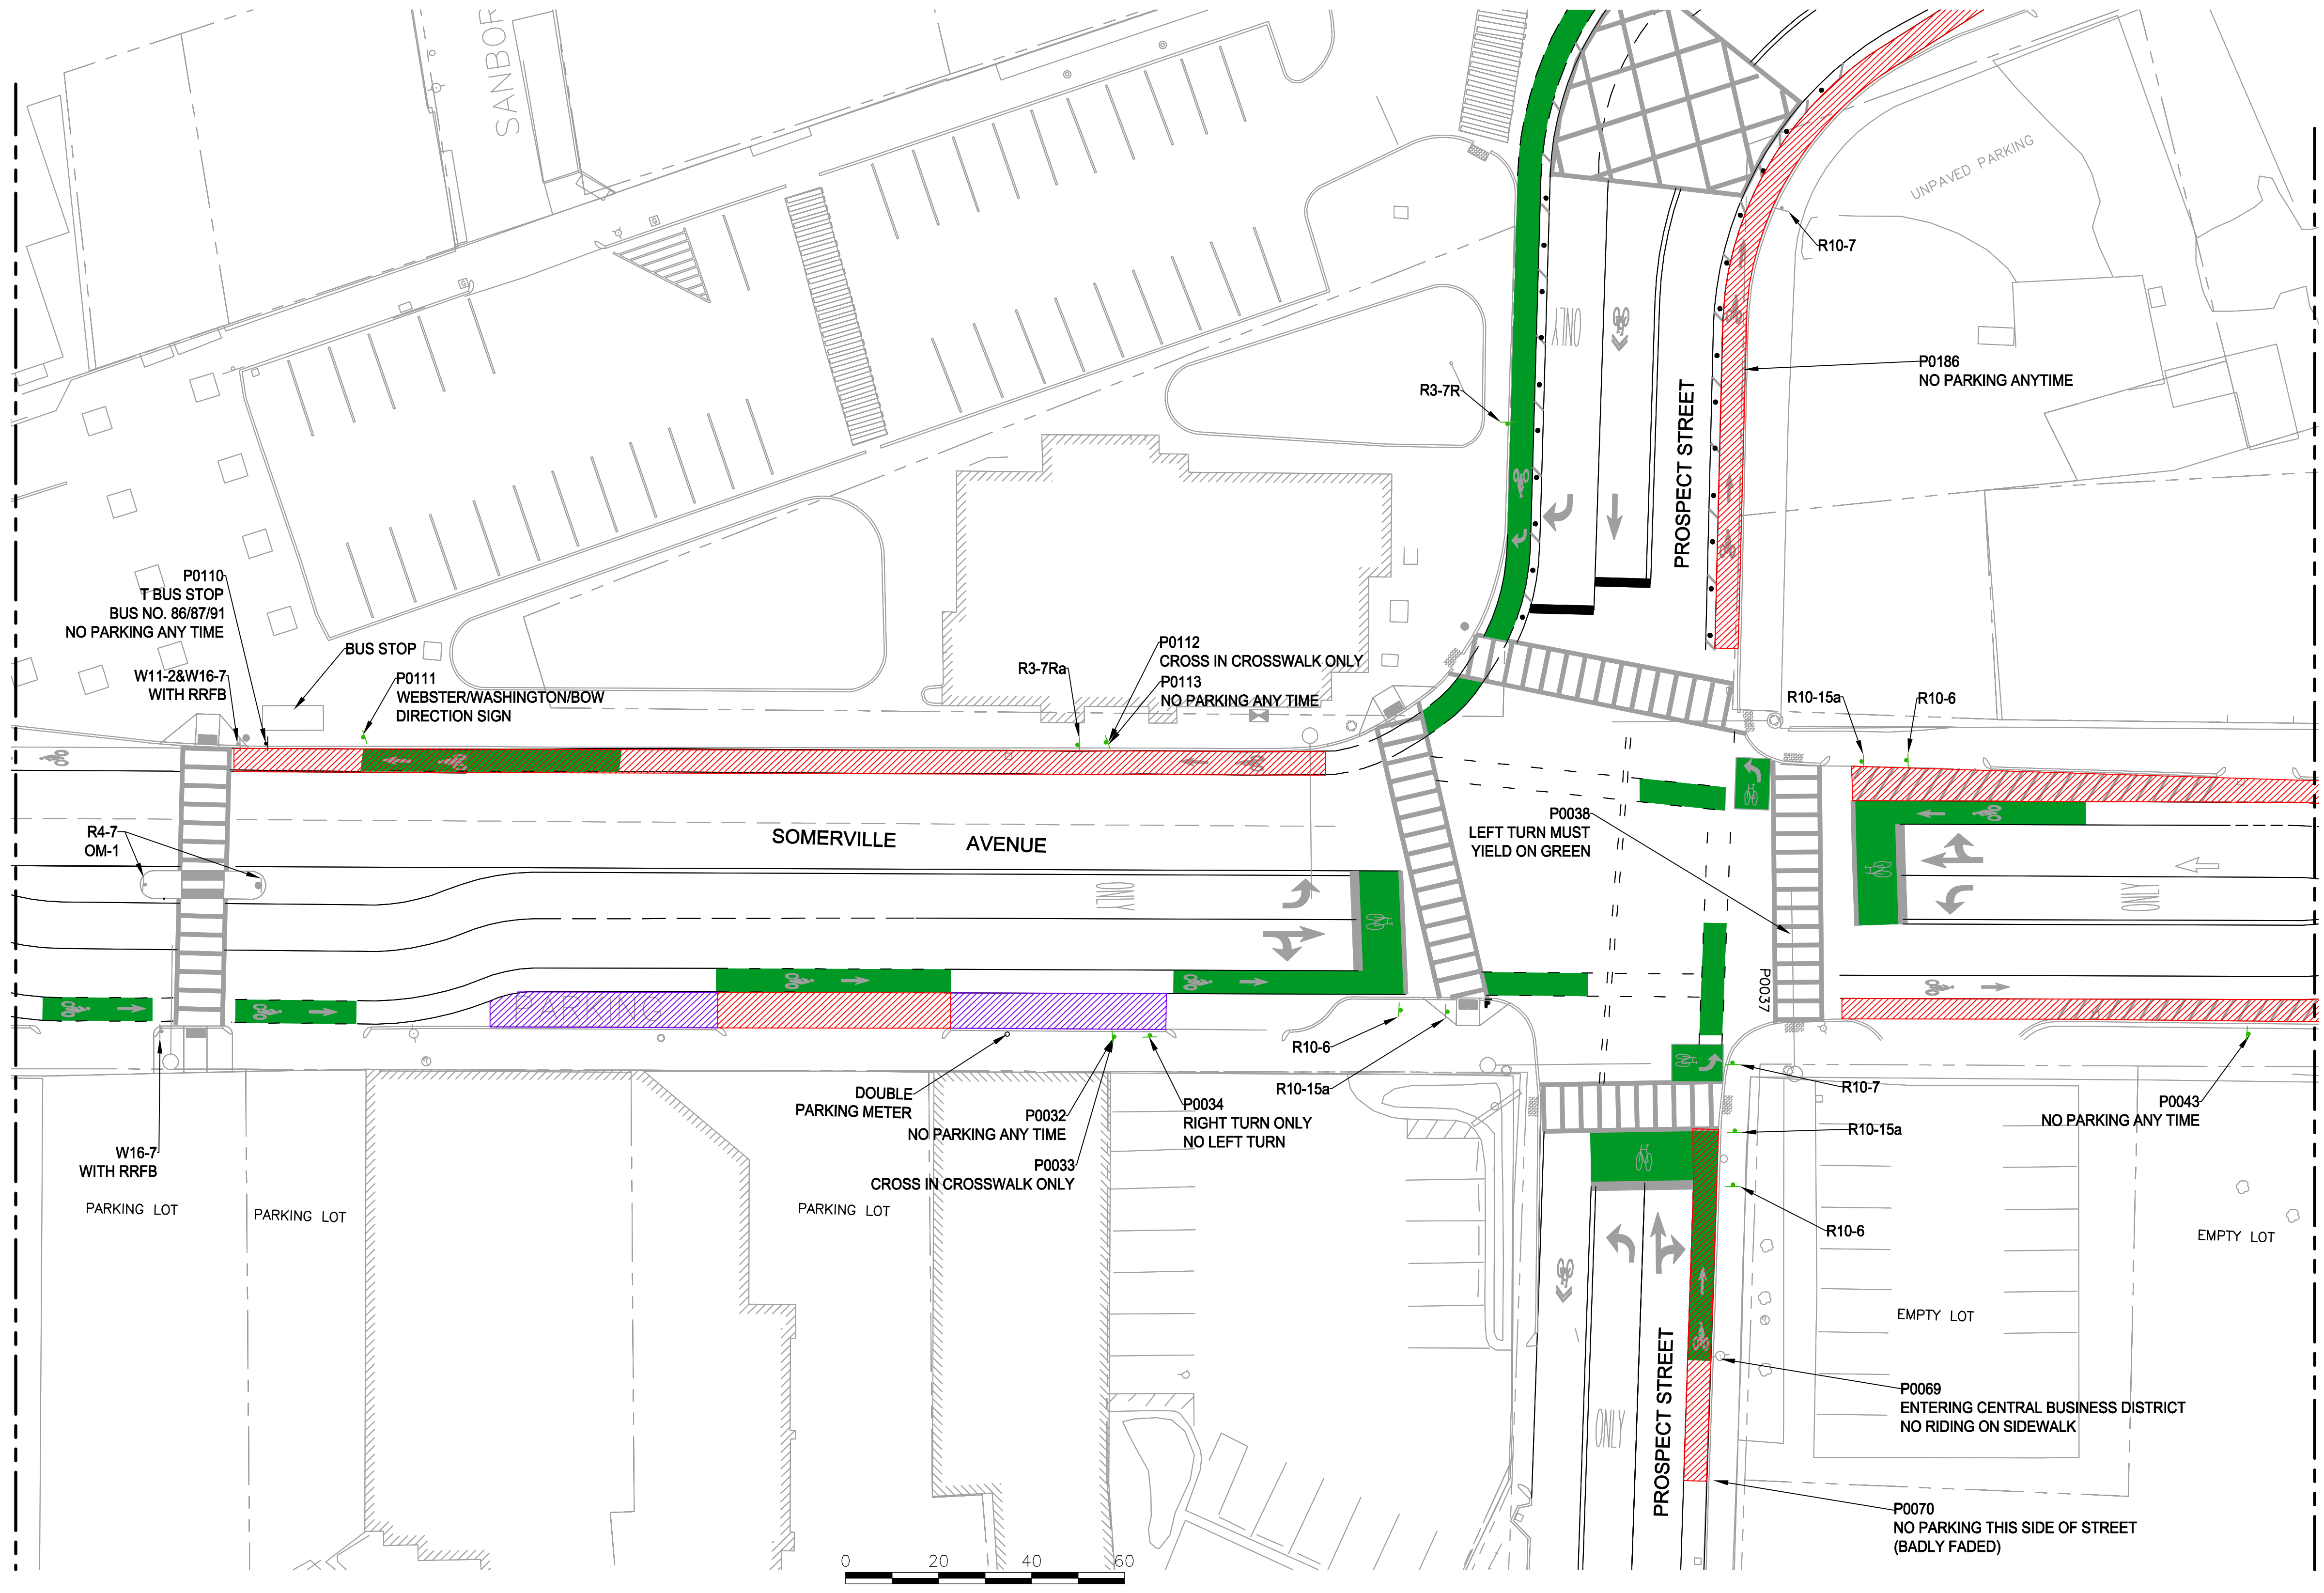 SANBOR
UNPAVED PARKING
R10-7
ONLY
PROSPECT STREET
P0186
NO PARKING ANYTIME
R3-7R
P0110
T BUS STOP
BUS NO. 86/87/91
NO PARKING ANY TIME
BUS STOP
W11-2&W16-7
WITH RRFB
P0111
WEBSTER/WASHINGTON/BOW
DIRECTION SIGN
R3-7Ra
P0112
CROSS IN CROSSWALK ONLY
P0113
NO PARKING ANY TIME
R10-15a
R10-6
R4-7
OM-1
SOMERVILLE AVENUE
P0038
LEFT TURN MUST
YIELD ON GREEN
ONLY
ONLY
P0037
PARKING
R10-6
R10-15a
DOUBLE
PARKING METER
P0032
NO PARKING ANY TIME
P0033
CROSS IN CROSSWALK ONLY
P0034
RIGHT TURN ONLY
NO LEFT TURN
R10-7
P0043
NO PARKING ANY TIME
R10-15a
W16-7
WITH RRFB
PARKING LOT
PARKING LOT
PARKING LOT
R10-6
EMPTY LOT
EMPTY LOT
ONLY
PROSPECT STREET
P0069
ENTERING CENTRAL BUSINESS DISTRICT
NO RIDING ON SIDEWALK
P0070
NO PARKING THIS SIDE OF STREET
(BADLY FADED)
0 20 40 60